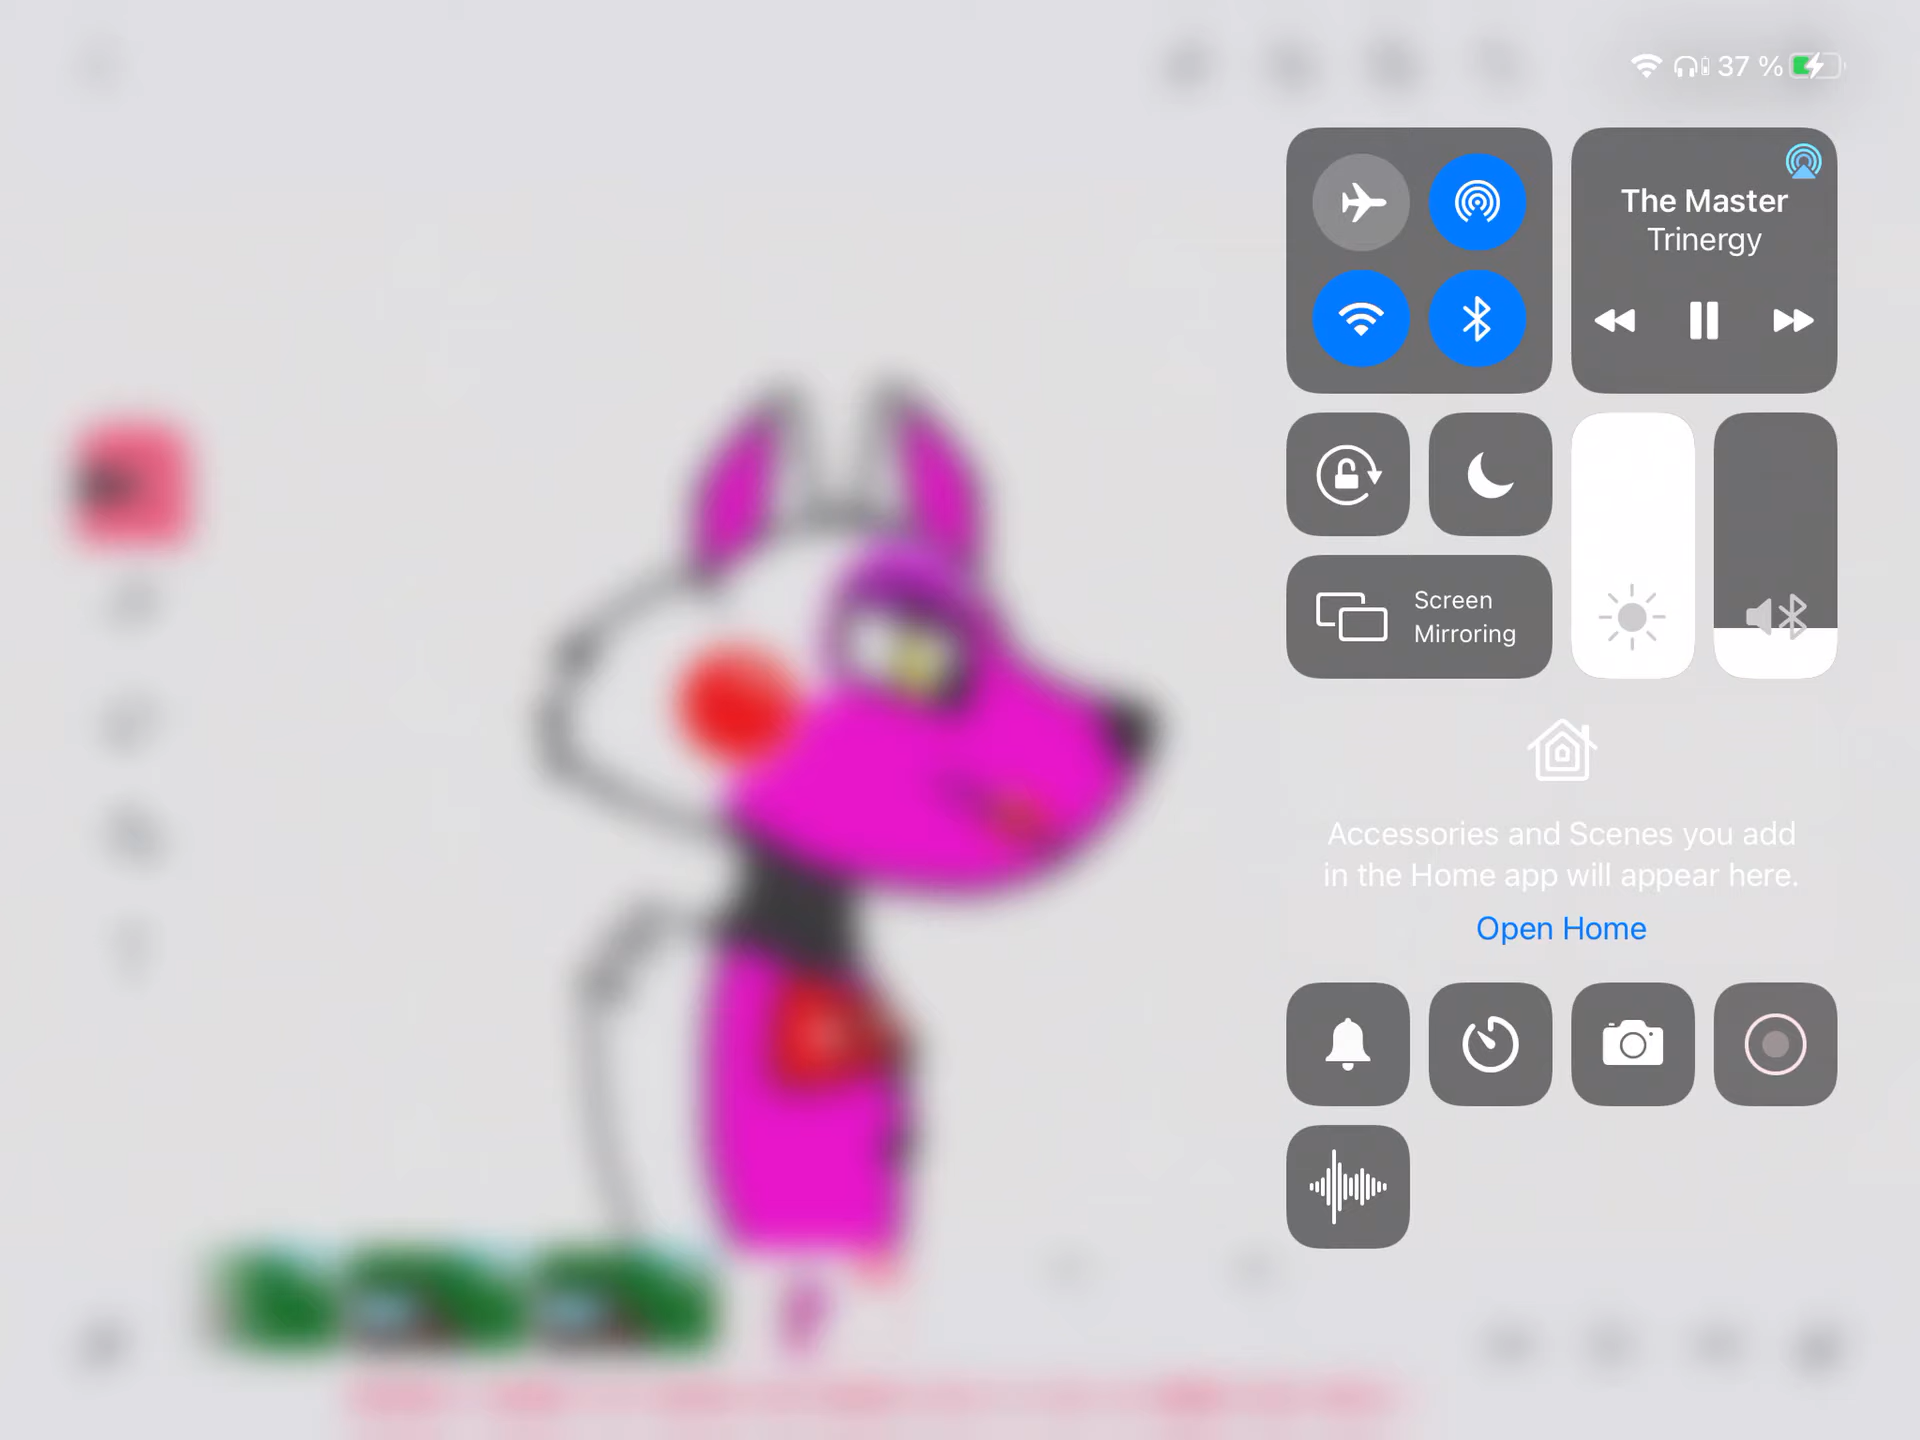 37 %
The Master
Trinergy
Screen
Mirroring
Accessories and Scenes you add
in the Home app will appear here.
Open Home